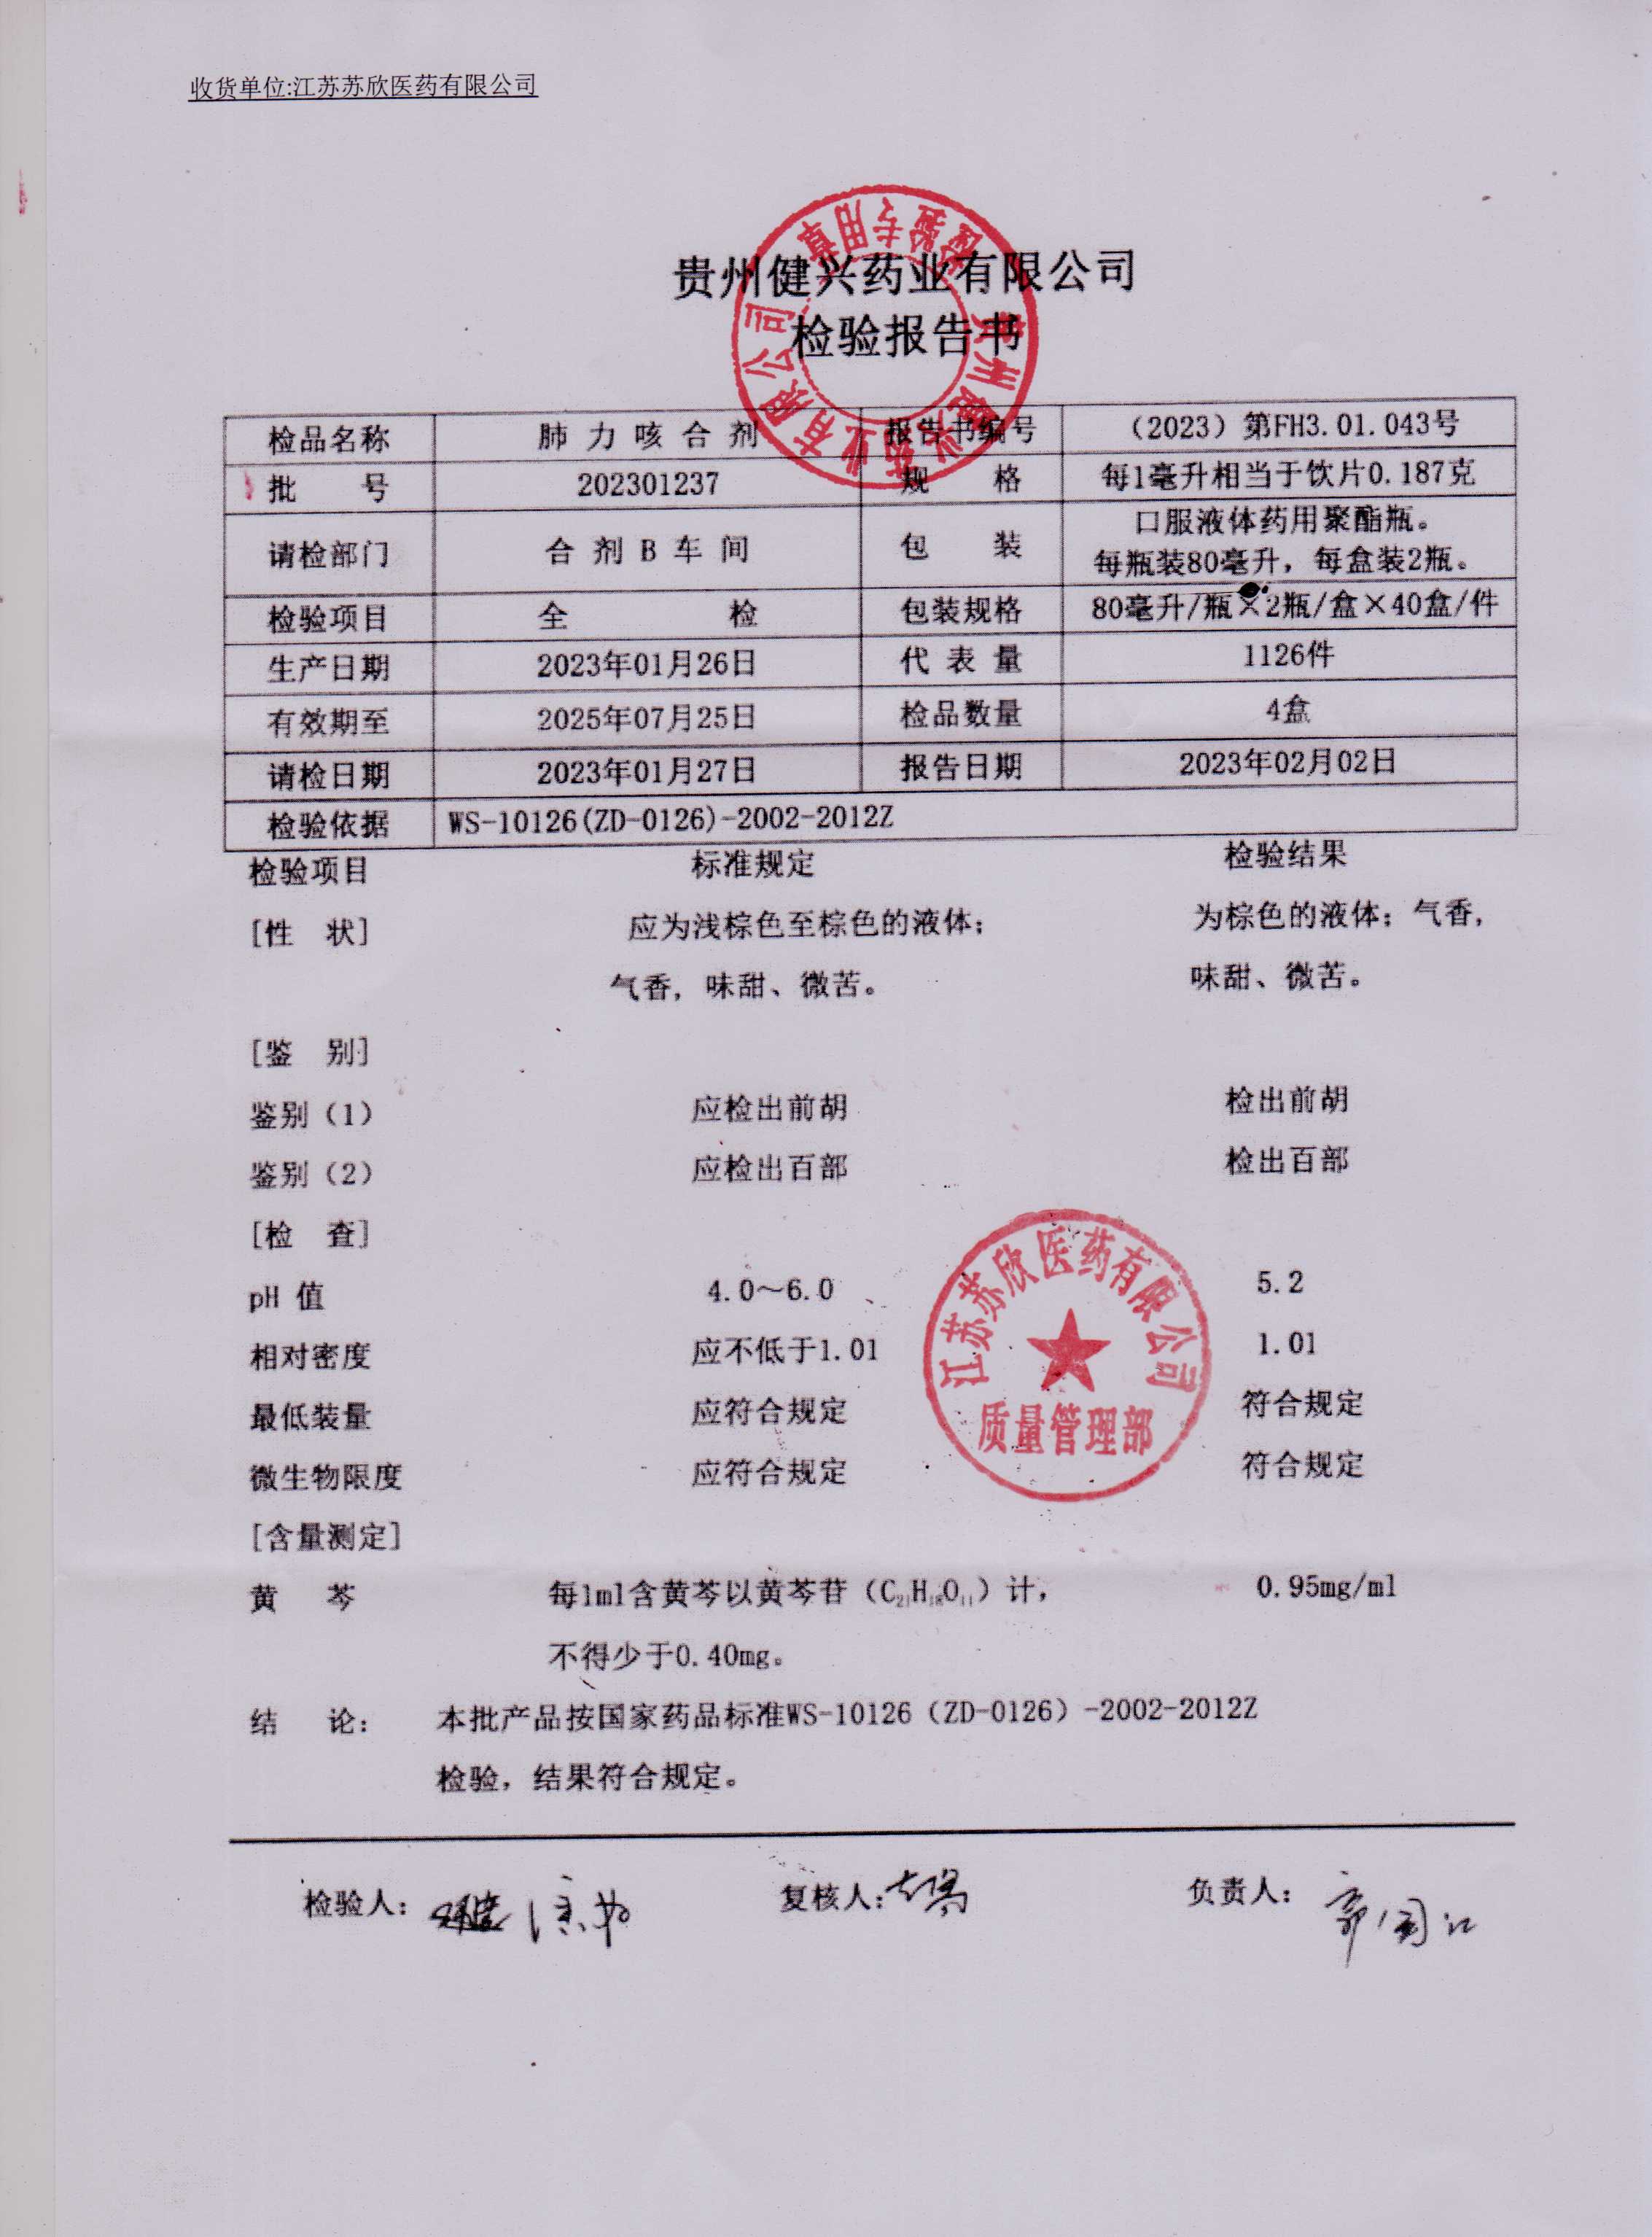 收货单位:江苏苏欣医药有限公司
贵州健兴药业有限公司
检验报告书
检品名称 肺力咳合剂 报告书编号 (2023)第FH3.01.043号
批号 202301237 规格 每1毫升相当于饮片0.187克
请检部门 合剂B车间 包装 口服液体药用聚酯瓶。
每瓶装80毫升，每盒装2瓶。
检验项目 全检 包装规格 80毫升/瓶×2瓶/盒×40盒/件
生产日期 2023年01月26日 代表量 1126件
有效期至 2025年07月25日 检品数量 4盒
请检日期 2023年01月27日 报告日期 2023年02月02日
检验依据 WS-10126(ZD-0126)-2002-2012Z
检验项目 标准规定 检验结果
[性状] 应为浅棕色至棕色的液体； 为棕色的液体；气香，
气香，味甜、微苦。 味甜、微苦。
[鉴别]
鉴别（1） 应检出前胡 检出前胡
鉴别（2） 应检出百部 检出百部
[检查]
pH 值 4.0～6.0 5.2
相对密度 应不低于1.01 1.01
最低装量 应符合规定 符合规定
微生物限度 应符合规定 符合规定
[含量测定]
黄芩 每1ml含黄芩以黄芩苷（C₂₁H₁₈O₁₁）计， 0.95mg/ml
不得少于0.40mg。
结论： 本批产品按国家药品标准WS-10126（ZD-0126）-2002-2012Z
检验，结果符合规定。
检验人： 复核人： 负责人：
贵州健兴药业有限公司
检验专用章
江苏苏欣医药有限公司
质量管理部